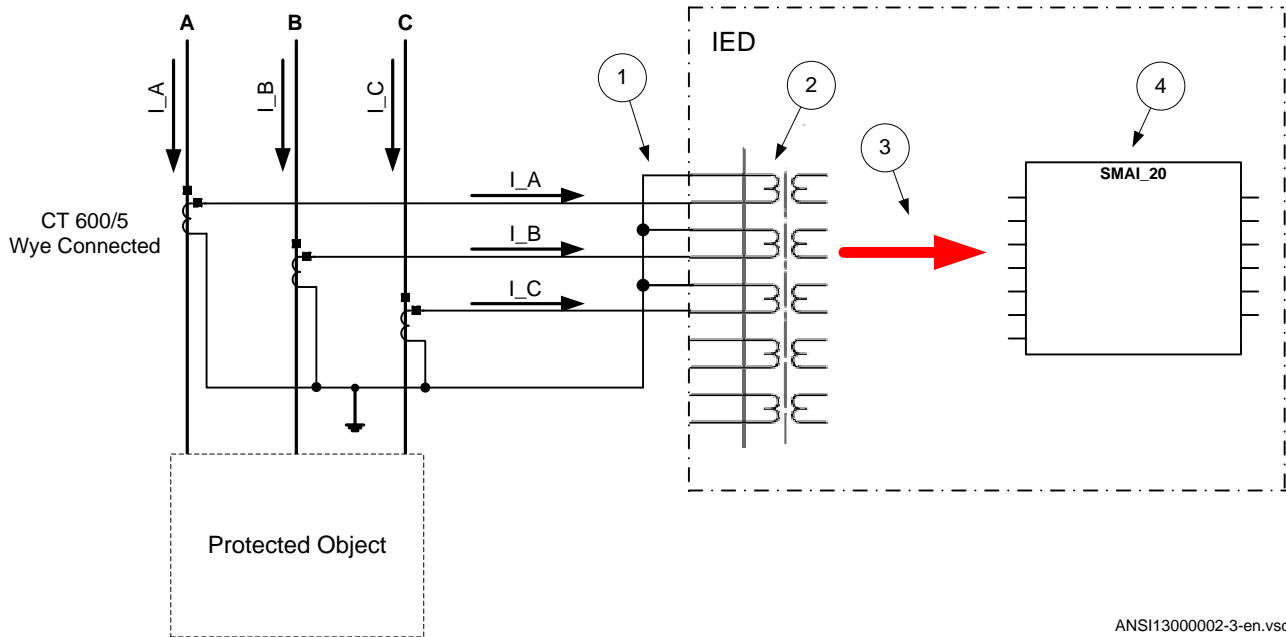 A
B
C
IED
1
2
3
4
I_A
I_B
I_C
SMAI_20
I_A
I_B
I_C
CT 600/5
Wye Connected
Protected Object
ANSI13000002-3-en.vsd